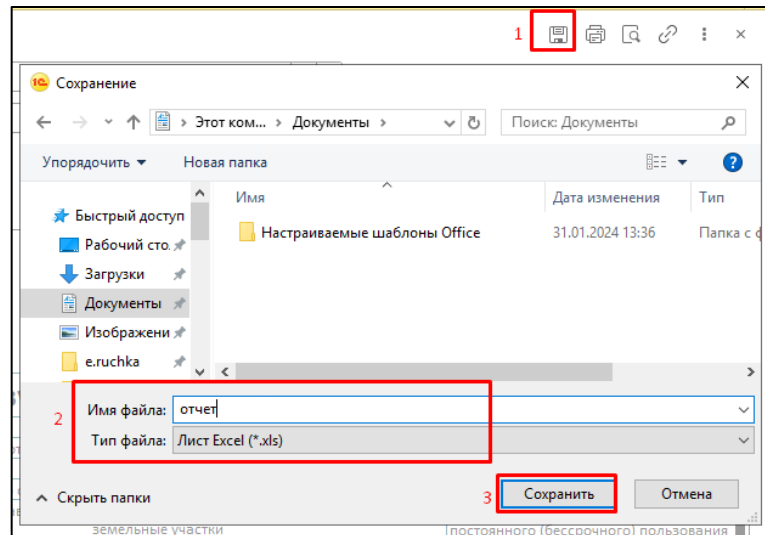 1
1С Сохранение
Этот ком... Документы Поиск: Документы
Упорядочить Новая папка ?
Имя Дата изменения Тип
Быстрый доступ
Рабочий сто.
Настраиваемые шаблоны Office 31.01.2024 13:36 Папка с ф
Загрузки
Документы
Изображени
e.ruchka
2 Имя файла: отчет
Тип файла: Лист Excel (*.xls)
Скрыть папки 3 Сохранить Отмена
земельные участки постоянного (бессрочного) пользования